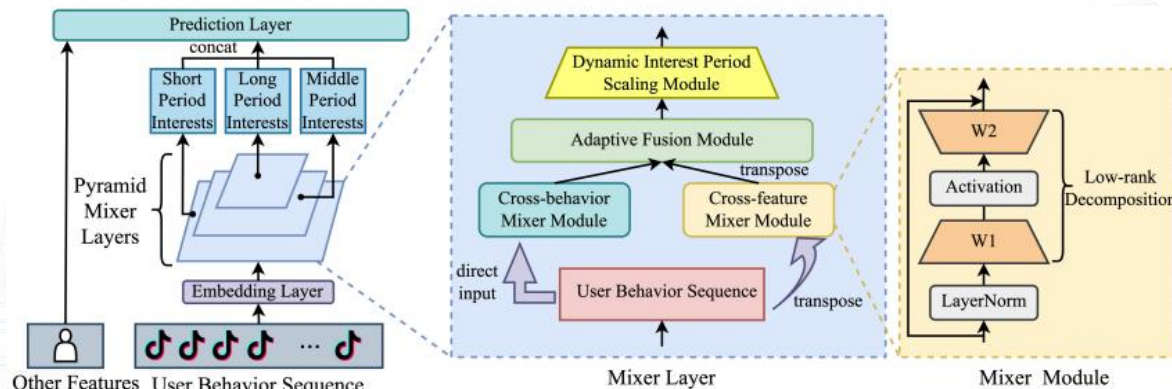 Prediction Layer
concat
Short
Period
Interests
Long
Period
Interests
Middle
Period
Interests
Pyramid
Mixer
Layers
Embedding Layer
...
Other Features
User Behavior Sequence
Dynamic Interest Period
Scaling Module
Adaptive Fusion Module
transpose
Cross-behavior
Mixer Module
Cross-feature
Mixer Module
direct
input
User Behavior Sequence
transpose
Mixer Layer
W2
Activation
Low-rank
Decomposition
W1
LayerNorm
Mixer Module